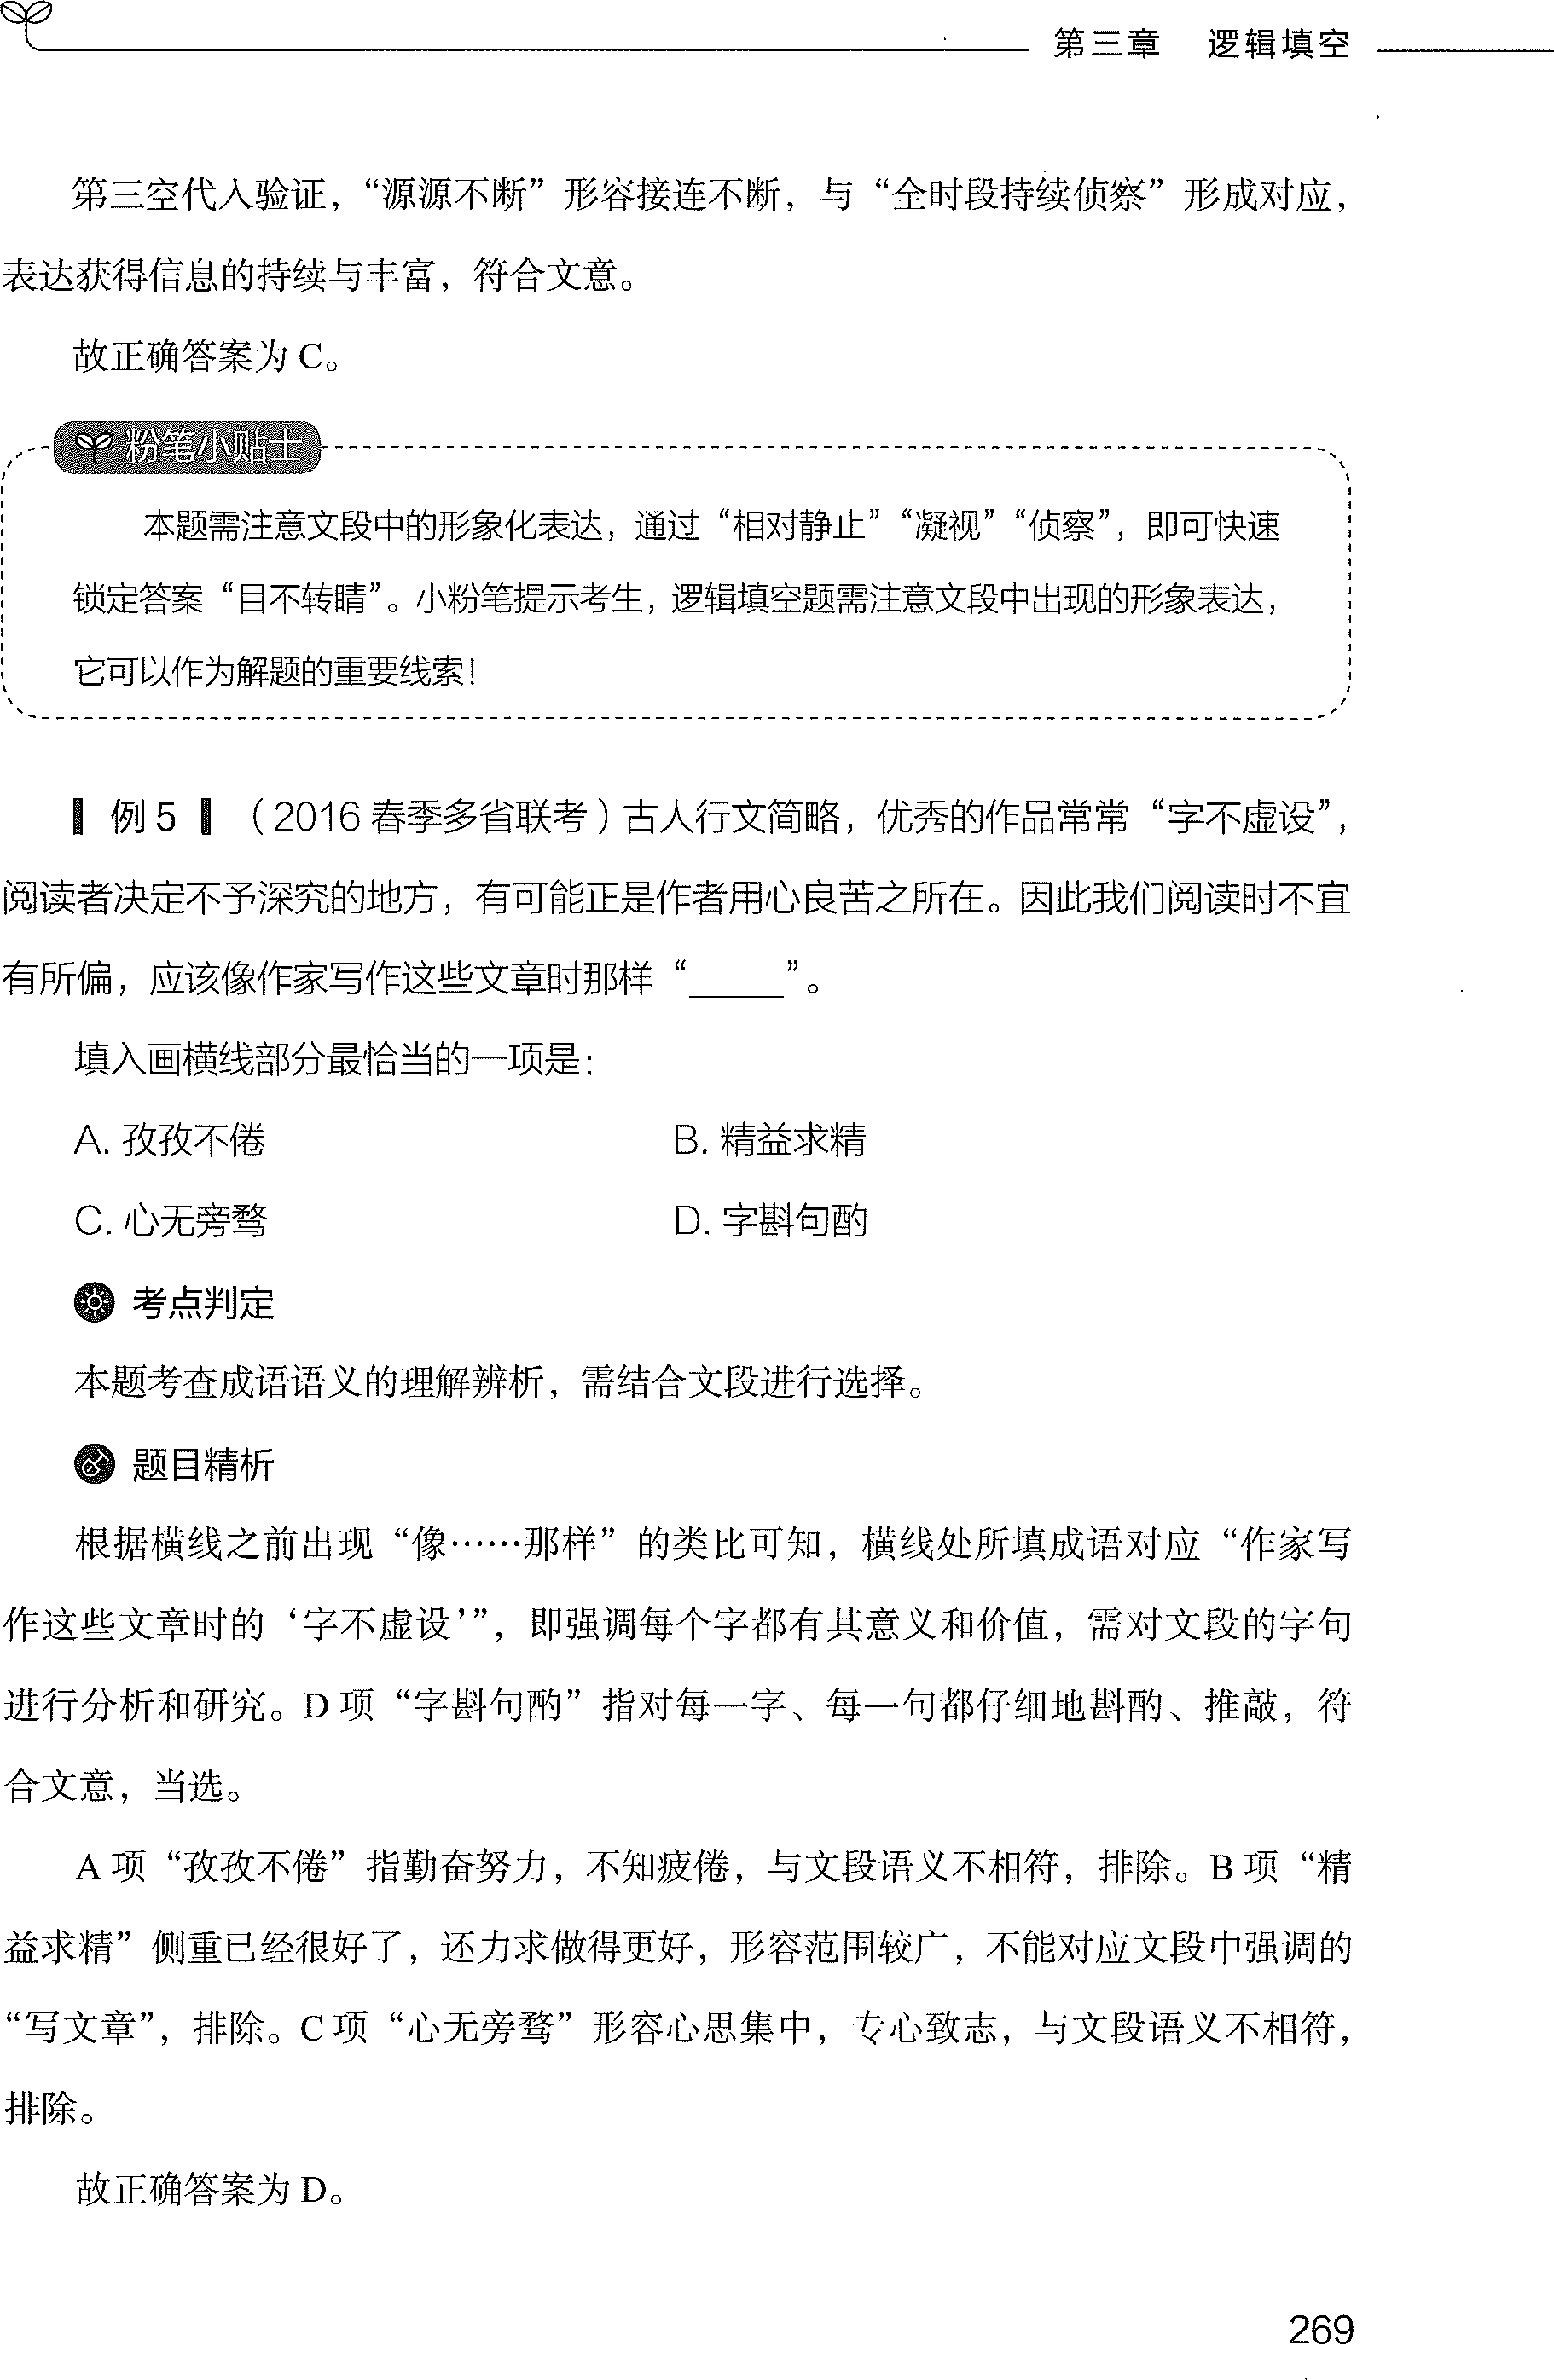 第三章 逻辑填空
第三空代入验证，“源源不断”形容接连不断，与“全时段持续侦察”形成对应，
表达获得信息的持续与丰富，符合文意。
故正确答案为 C。
粉笔小贴士
本题需注意文段中的形象化表达，通过“相对静止”“凝视”“侦察”，即可快速
锁定答案“目不转睛”。小粉笔提示考生，逻辑填空题需注意文段中出现的形象表达，
它可以作为解题的重要线索！
例 5 （2016 春季多省联考）古人行文简略，优秀的作品常常“字不虚设”，
阅读者决定不予深究的地方，有可能正是作者用心良苦之所在。因此我们阅读时不宜
有所偏，应该像作家写作这些文章时那样“_____”。
填入画横线部分最恰当的一项是：
A. 孜孜不倦 B. 精益求精
C. 心无旁骛 D. 字斟句酌
考点判定
本题考查成语语义的理解辨析，需结合文段进行选择。
题目精析
根据横线之前出现“像……那样”的类比可知，横线处所填成语对应“作家写
作这些文章时的‘字不虚设’”，即强调每个字都有其意义和价值，需对文段的字句
进行分析和研究。D 项“字斟句酌”指对每一字、每一句都仔细地斟酌、推敲，符
合文意，当选。
A 项“孜孜不倦”指勤奋努力，不知疲倦，与文段语义不相符，排除。B 项“精
益求精”侧重已经很好了，还力求做得更好，形容范围较广，不能对应文段中强调的
“写文章”，排除。C 项“心无旁骛”形容心思集中，专心致志，与文段语义不相符，
排除。
故正确答案为 D。
269